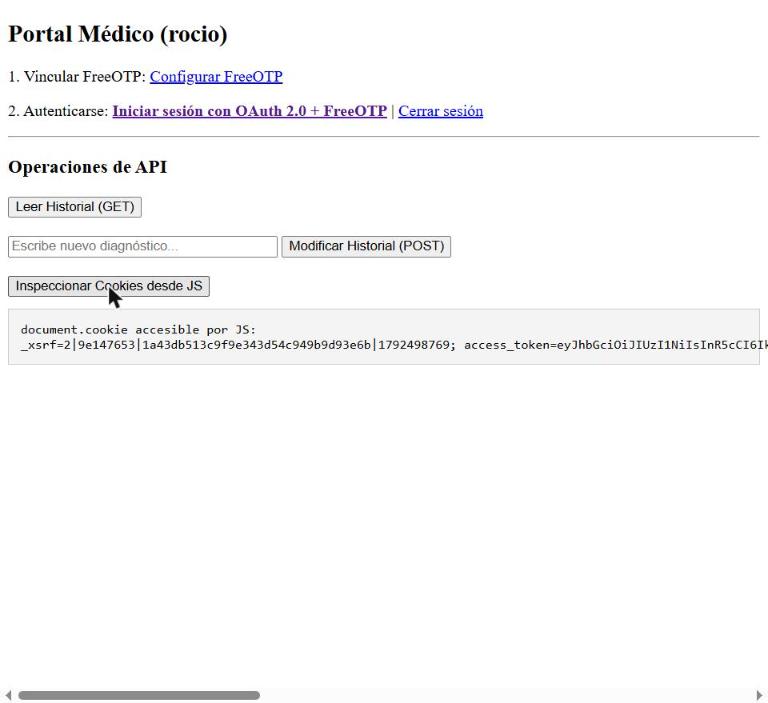 Portal Médico (rocio)
1. Vincular FreeOTP: Configurar FreeOTP
2. Autenticarse: Iniciar sesión con OAuth 2.0 + FreeOTP | Cerrar sesión
Operaciones de API
Leer Historial (GET)
Escribe nuevo diagnóstico... Modificar Historial (POST)
Inspeccionar Cookies desde JS
document.cookie accesible por JS:
_xsrf=2|9e147653|1a43db513c9f9e343d54c949b9d93e6b|1792498769; access_token=eyJhbGciOiJIUzI1NiIsInR5cCI6Ik